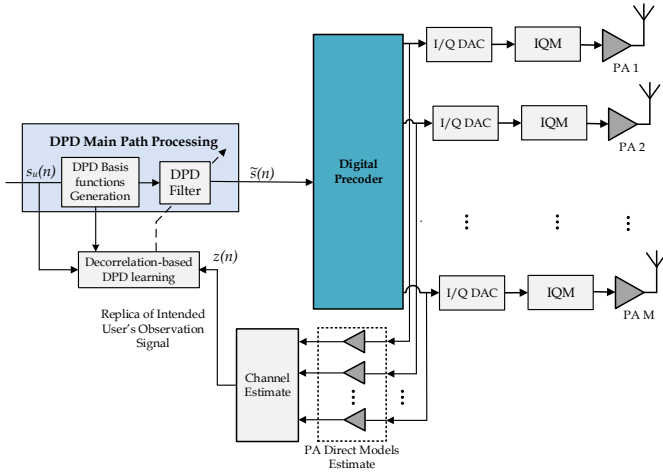 DPD Main Path Processing
s_u(n)
DPD Basis
functions
Generation
DPD
Filter
s̃(n)
Decorrelation-based
DPD learning
z(n)
Replica of Intended
User's Observation
Signal
Digital
Precoder
Channel
Estimate
PA Direct Models
Estimate
I/Q DAC
IQM
PA 1
I/Q DAC
IQM
PA 2
I/Q DAC
IQM
PA M